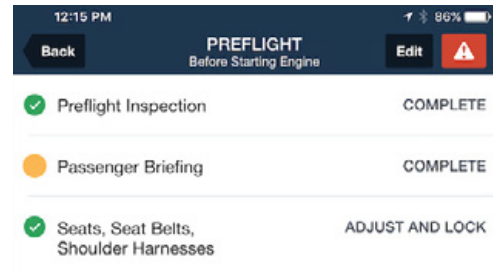 12:15 PM 86%
Back PREFLIGHT Edit
Before Starting Engine
Preflight Inspection COMPLETE
Passenger Briefing COMPLETE
Seats, Seat Belts, ADJUST AND LOCK
Shoulder Harnesses